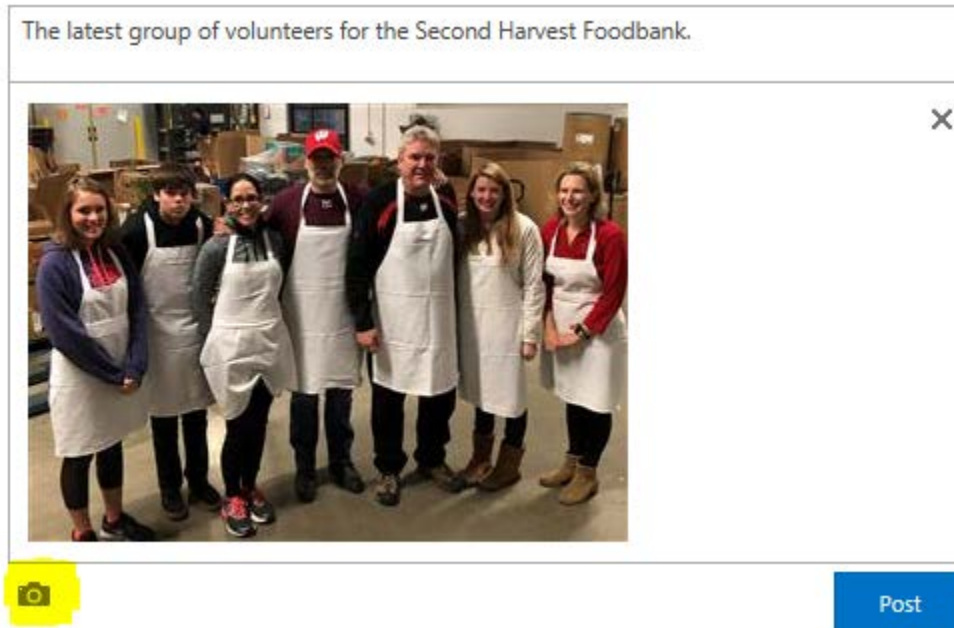 The latest group of volunteers for the Second Harvest Foodbank.
W
Post